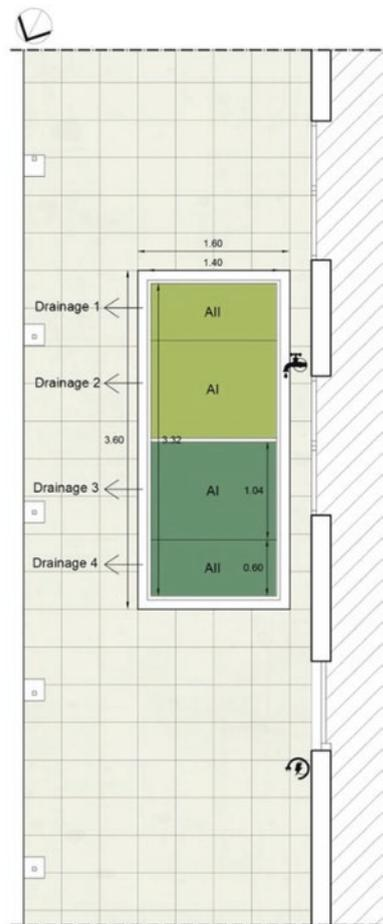 1.60
1.40
Drainage 1
AII
Drainage 2
AI
3.60
3.32
Drainage 3
AI
1.04
Drainage 4
AII
0.60